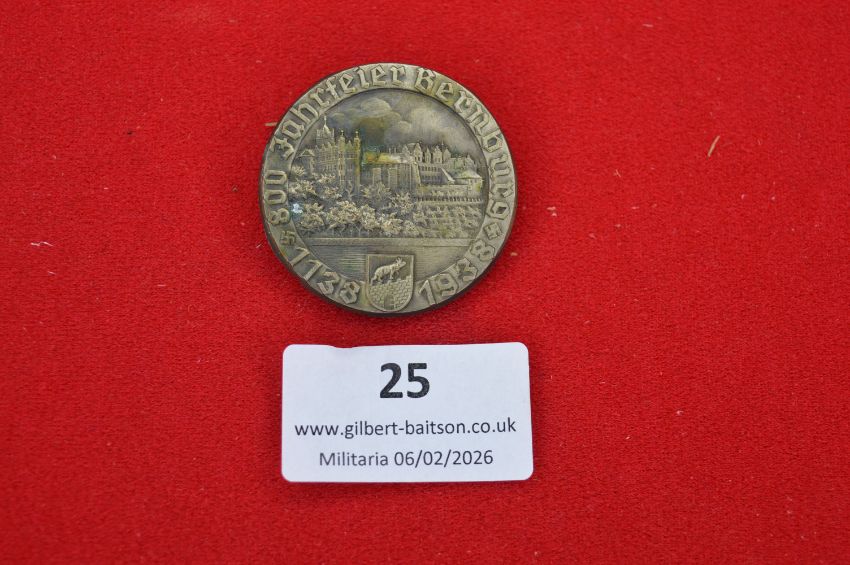 800 Jahrfeier Bernburg
1138 1938
25
www.gilbert-baitson.co.uk
Militaria 06/02/2026